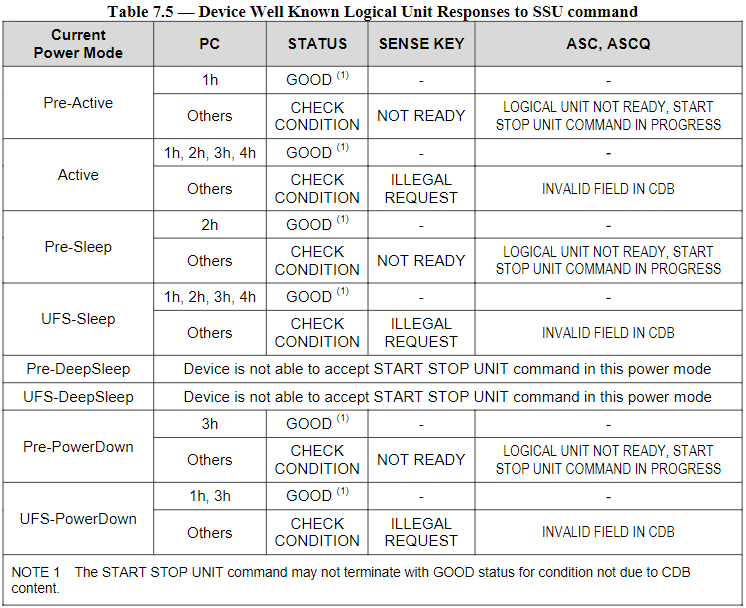 Table 7.5 — Device Well Known Logical Unit Responses to SSU command
Current
Power Mode
PC
STATUS
SENSE KEY
ASC, ASCQ
Pre-Active
1h
GOOD (1)
-
-
Others
CHECK
CONDITION
NOT READY
LOGICAL UNIT NOT READY, START
STOP UNIT COMMAND IN PROGRESS
Active
1h, 2h, 3h, 4h
GOOD (1)
-
-
Others
CHECK
CONDITION
ILLEGAL
REQUEST
INVALID FIELD IN CDB
Pre-Sleep
2h
GOOD (1)
-
-
Others
CHECK
CONDITION
NOT READY
LOGICAL UNIT NOT READY, START
STOP UNIT COMMAND IN PROGRESS
UFS-Sleep
1h, 2h, 3h, 4h
GOOD (1)
-
-
Others
CHECK
CONDITION
ILLEGAL
REQUEST
INVALID FIELD IN CDB
Pre-DeepSleep
Device is not able to accept START STOP UNIT command in this power mode
UFS-DeepSleep
Device is not able to accept START STOP UNIT command in this power mode
Pre-PowerDown
3h
GOOD (1)
-
-
Others
CHECK
CONDITION
NOT READY
LOGICAL UNIT NOT READY, START
STOP UNIT COMMAND IN PROGRESS
UFS-PowerDown
1h, 3h
GOOD (1)
-
-
Others
CHECK
CONDITION
ILLEGAL
REQUEST
INVALID FIELD IN CDB
NOTE 1 The START STOP UNIT command may not terminate with GOOD status for condition not due to CDB
content.